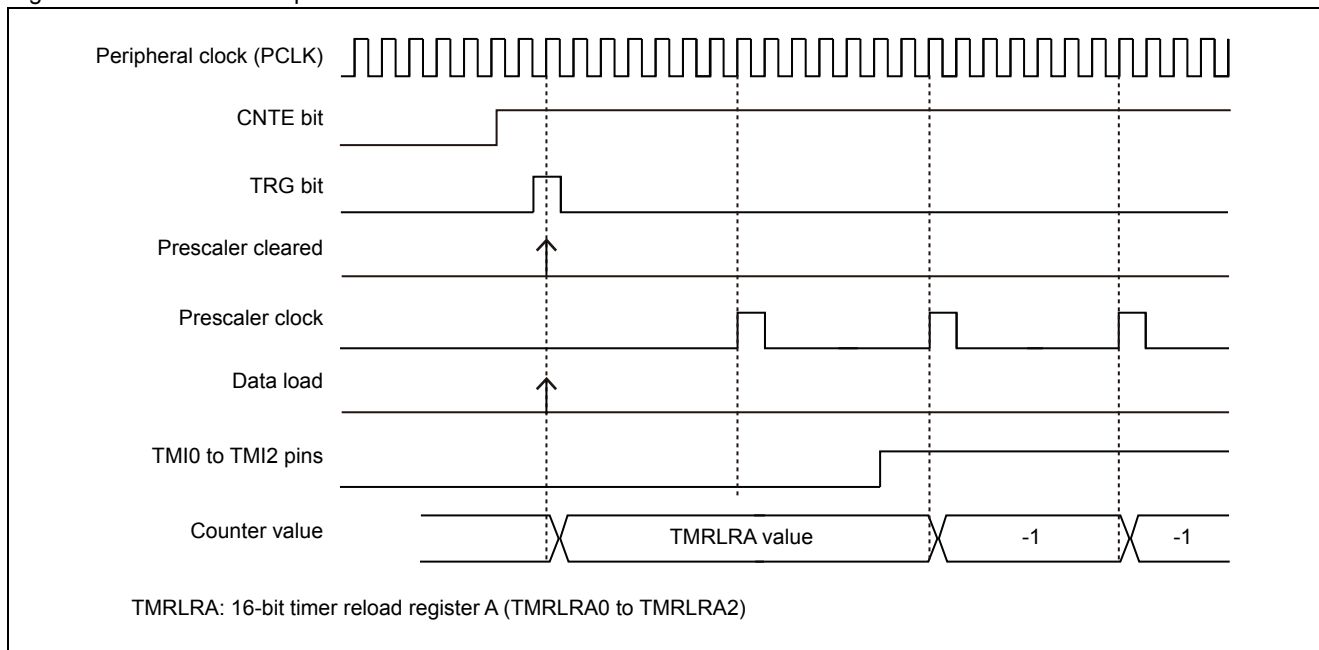 Peripheral clock (PCLK)
CNTE bit
TRG bit
Prescaler cleared
Prescaler clock
Data load
TMI0 to TMI2 pins
Counter value
TMRLRA value
-1
-1
TMRLRA: 16-bit timer reload register A (TMRLRA0 to TMRLRA2)